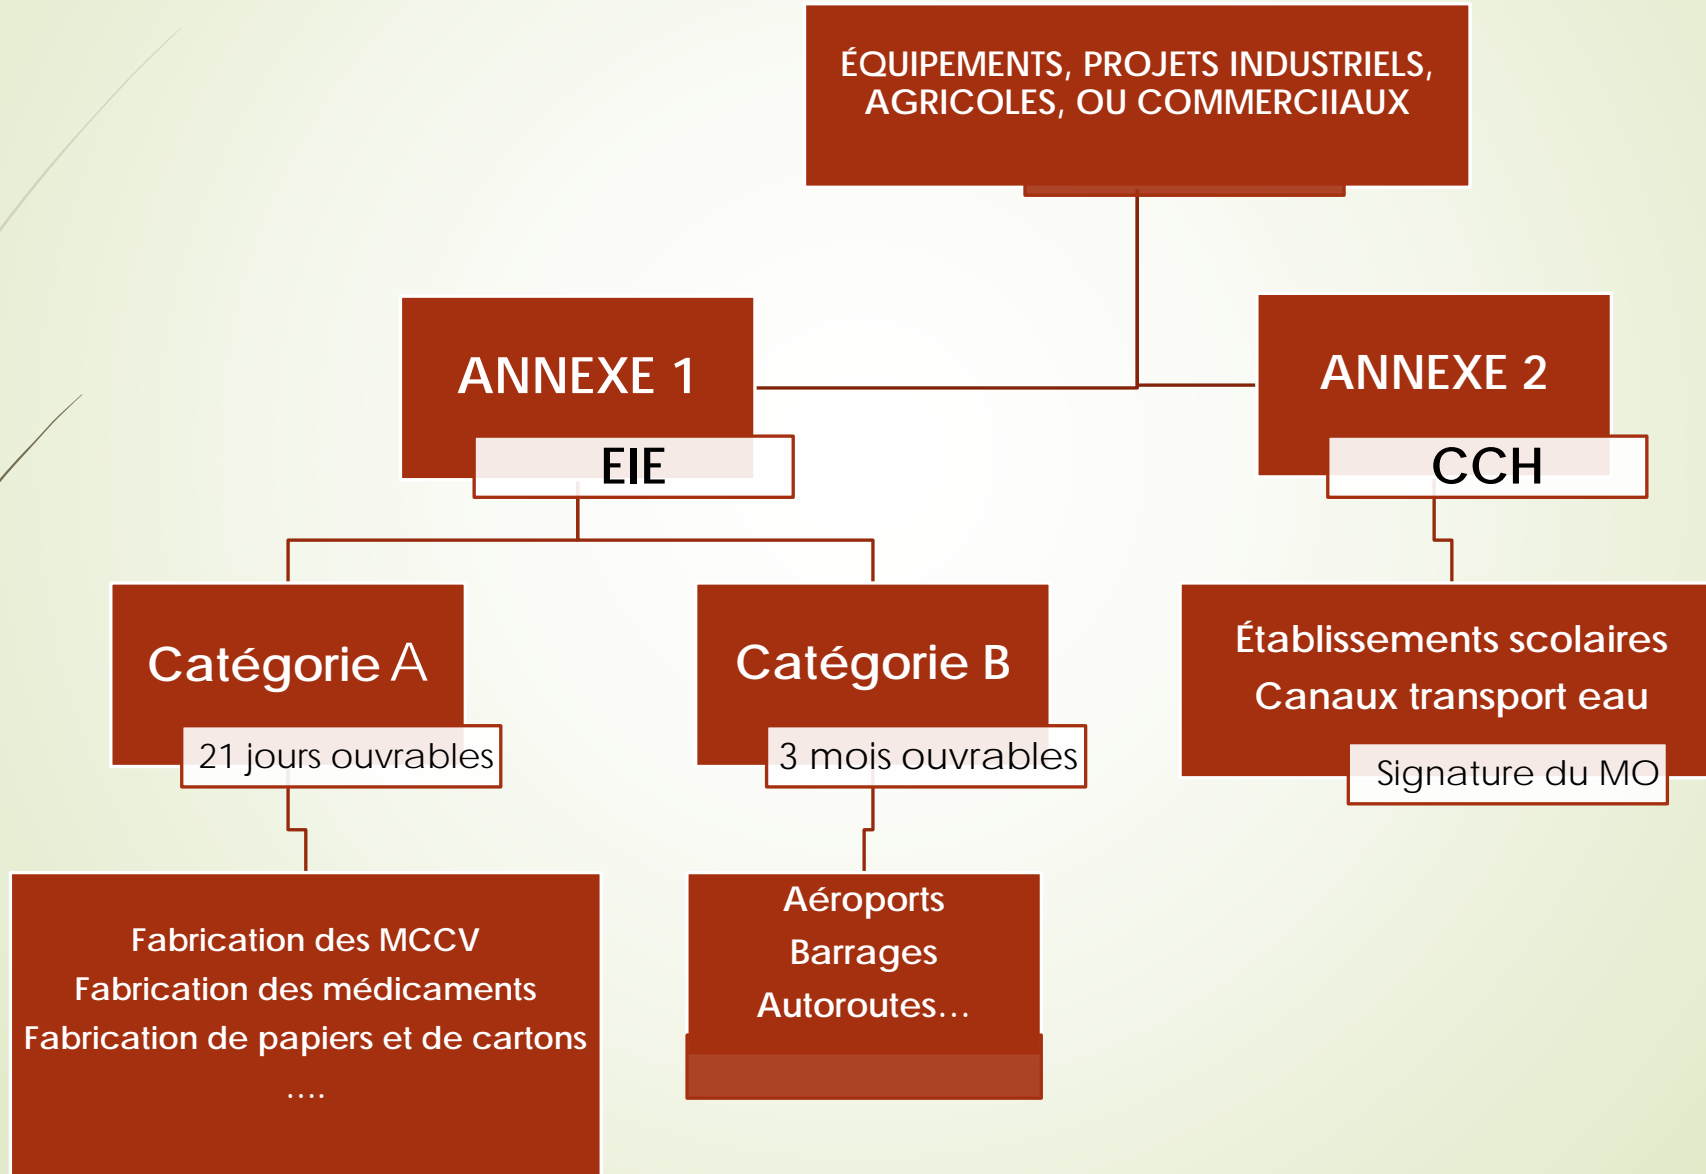 ÉQUIPEMENTS, PROJETS INDUSTRIELS,
AGRICOLES, OU COMMERCIIAUX
ANNEXE 1
EIE
ANNEXE 2
CCH
Catégorie A
21 jours ouvrables
Catégorie B
3 mois ouvrables
Établissements scolaires
Canaux transport eau
Signature du MO
Fabrication des MCCV
Fabrication des médicaments
Fabrication de papiers et de cartons
….
Aéroports
Barrages
Autoroutes…